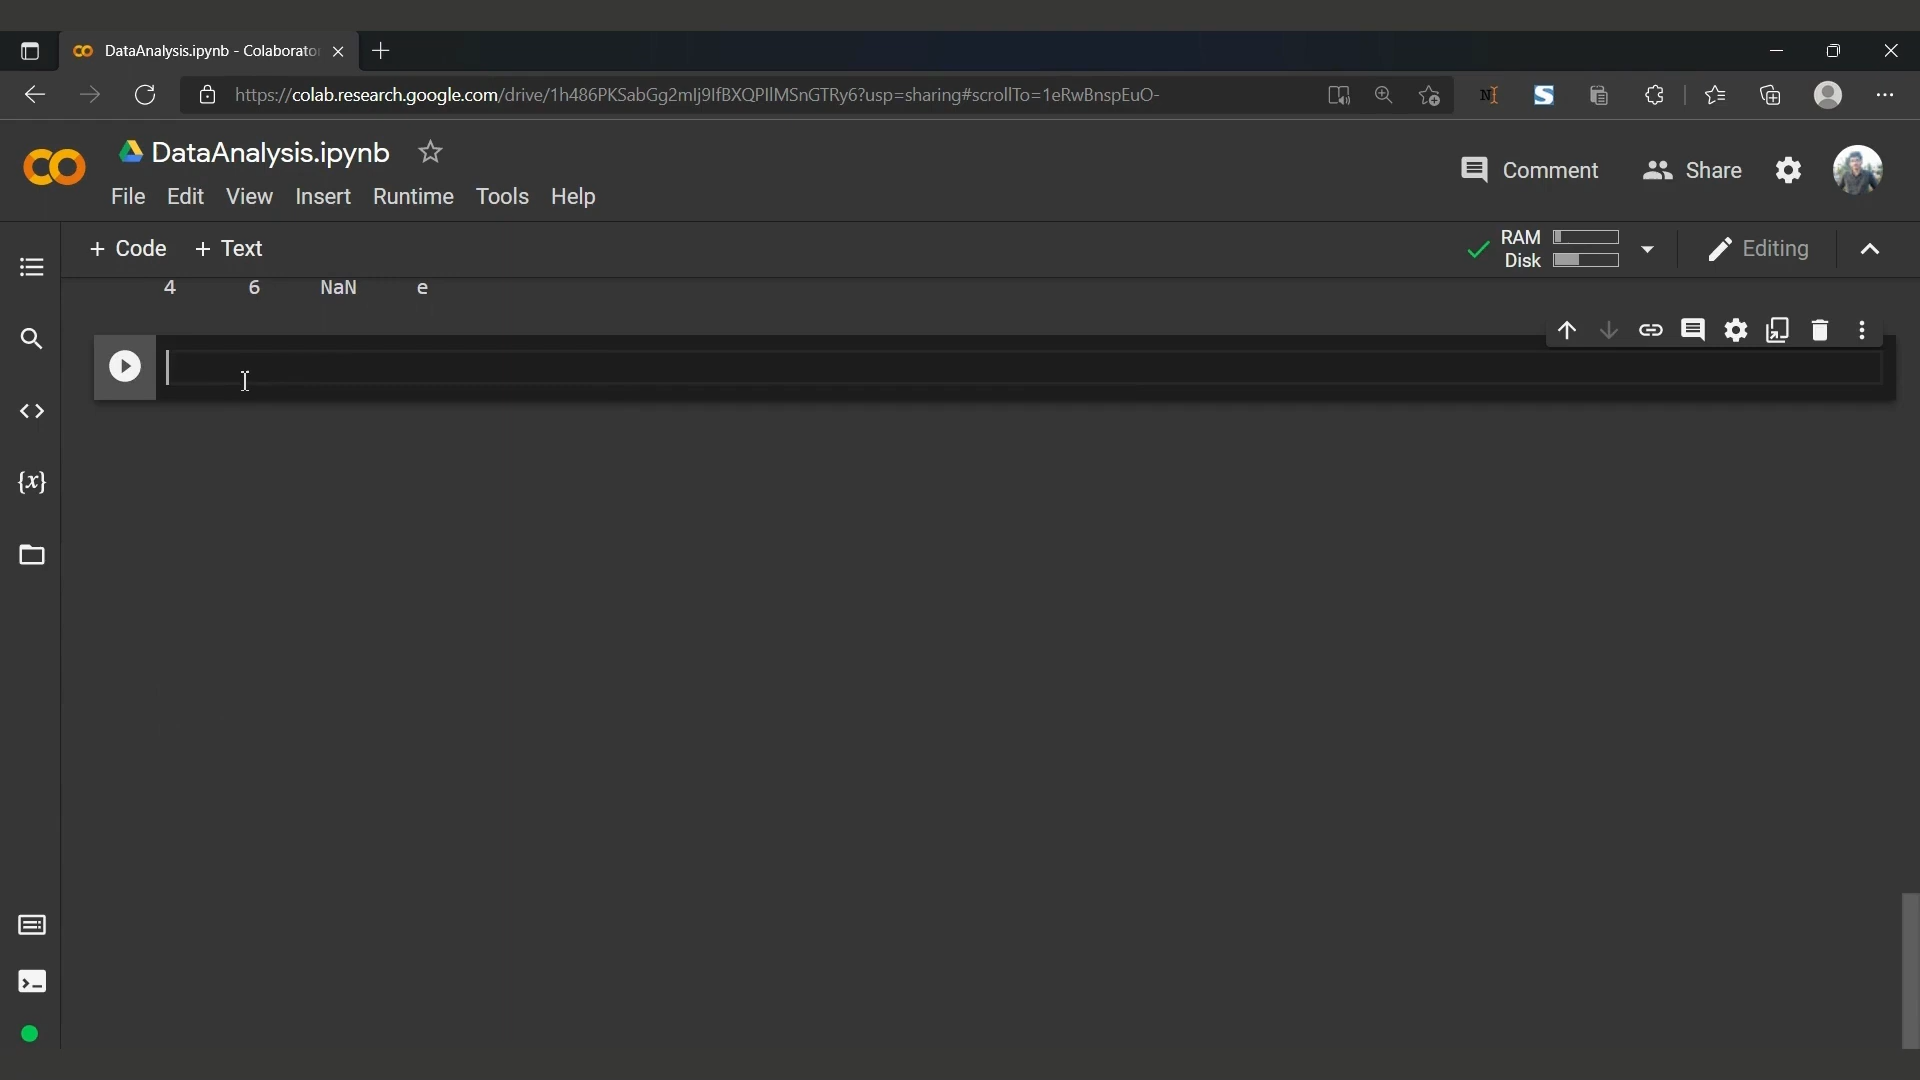 DataAnalysis.ipynb - Colaborato
https://colab.research.google.com/drive/1h486PKSabGg2mlj9lfBXQPIlMSnGTRy6?usp=sharing#scrollTo=1eRwBnspEuO-
DataAnalysis.ipynb
Comment
Share
File Edit View Insert Runtime Tools Help
+ Code + Text
RAM
Disk
Editing
4 6 NaN e